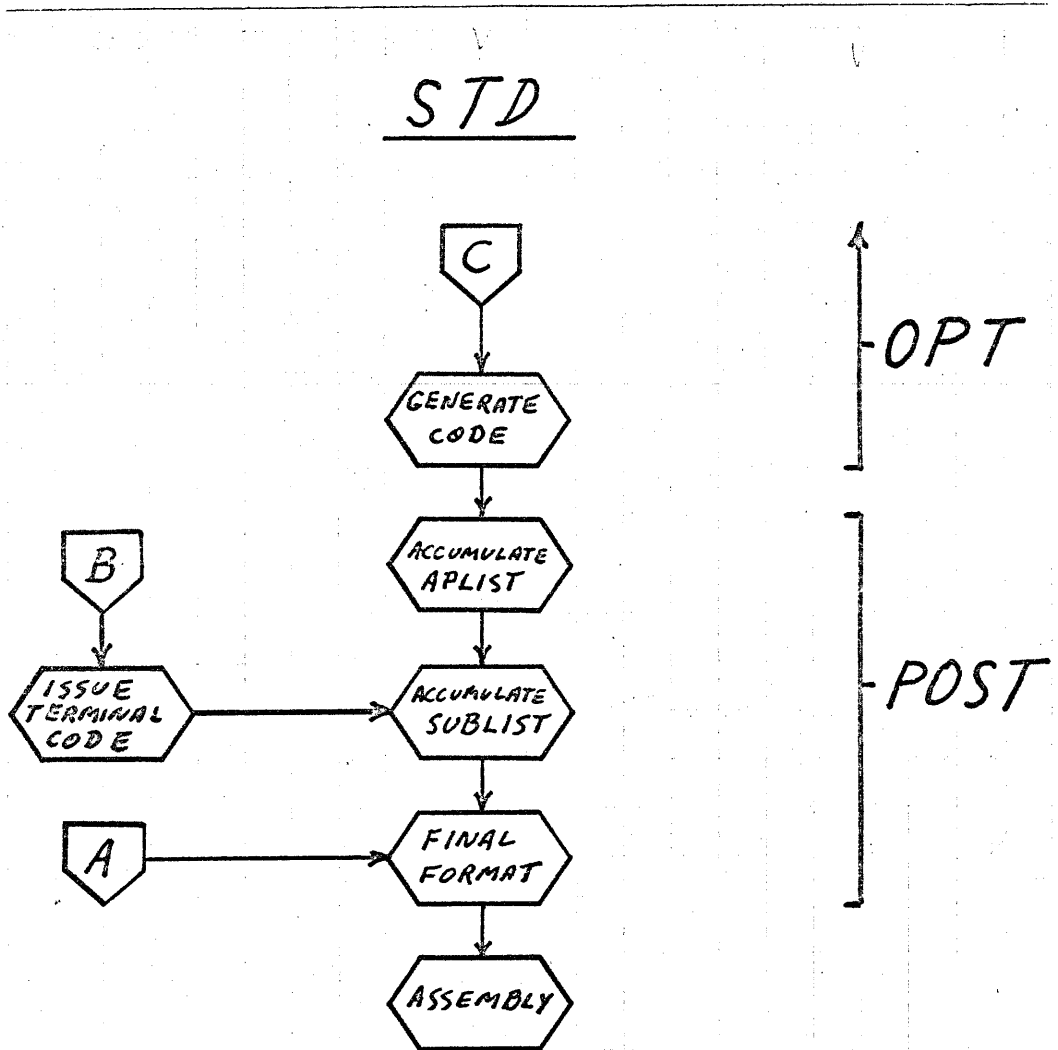 STD
C
OPT
GENERATE
CODE
ACCUMULATE
APLIST
B
ISSUE
TERMINAL
CODE
ACCUMULATE
SUBLIST
POST
A
FINAL
FORMAT
ASSEMBLY